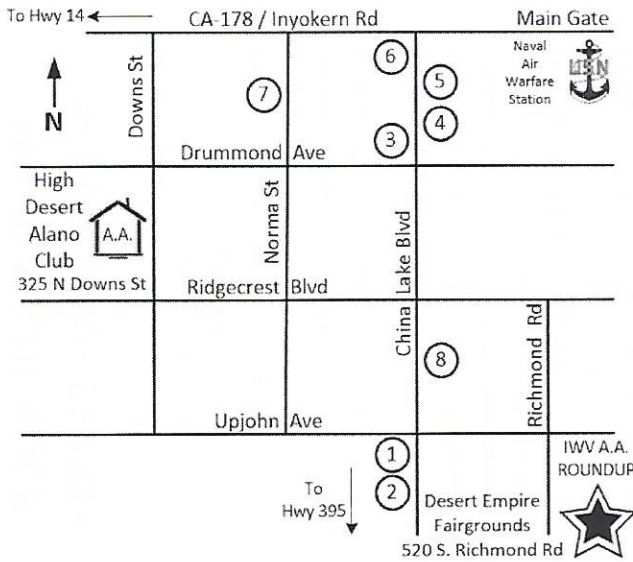 To Hwy 14
CA-178 / Inyokern Rd
Main Gate
Naval
Air
Warfare
Station
USN
N
Downs St
6
5
7
4
3
Drummond Ave
High
Desert
Alano
Club
A.A.
325 N Downs St
Norma St
China Lake Blvd
Ridgecrest Blvd
Richmond Rd
8
Upjohn Ave
1
2
To
Hwy 395
IWV A.A.
ROUNDUP
Desert Empire
Fairgrounds
520 S. Richmond Rd